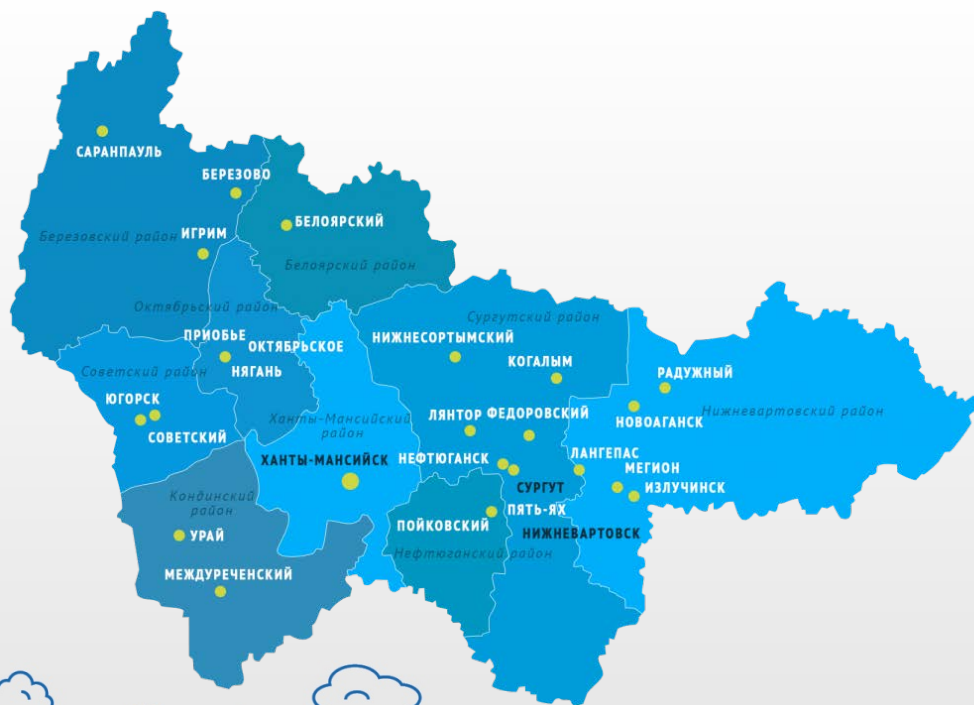 САРАНПАУЛЬ
БЕРЕЗОВО
БЕЛОЯРСКИЙ
ИГРИМ
Березовский район
Белоярский район
Октябрьский район
Сургутский район
ПРИОБЬЕ
ОКТЯБРЬСКОЕ
НИЖНЕСОРТЫМСКИЙ
КОГАЛЫМ
Советский район
НЯГАНЬ
РАДУЖНЫЙ
ЮГОРСК
СОВЕТСКИЙ
Ханты-Мансийский
район
ЛЯНТОР
ФЕДОРОВСКИЙ
Нижневартовский район
НОВОАГАНСК
ХАНТЫ-МАНСИЙСК
НЕФТЮГАНСК
ЛАНГЕПАС
МЕГИОН
СУРГУТ
ИЗЛУЧИНСК
Кондинский
район
ПЯТЬ-ЯХ
ПОЙКОВСКИЙ
НИЖНЕВАРТОВСК
УРАЙ
Нефтюганский район
МЕЖДУРЕЧЕНСКИЙ